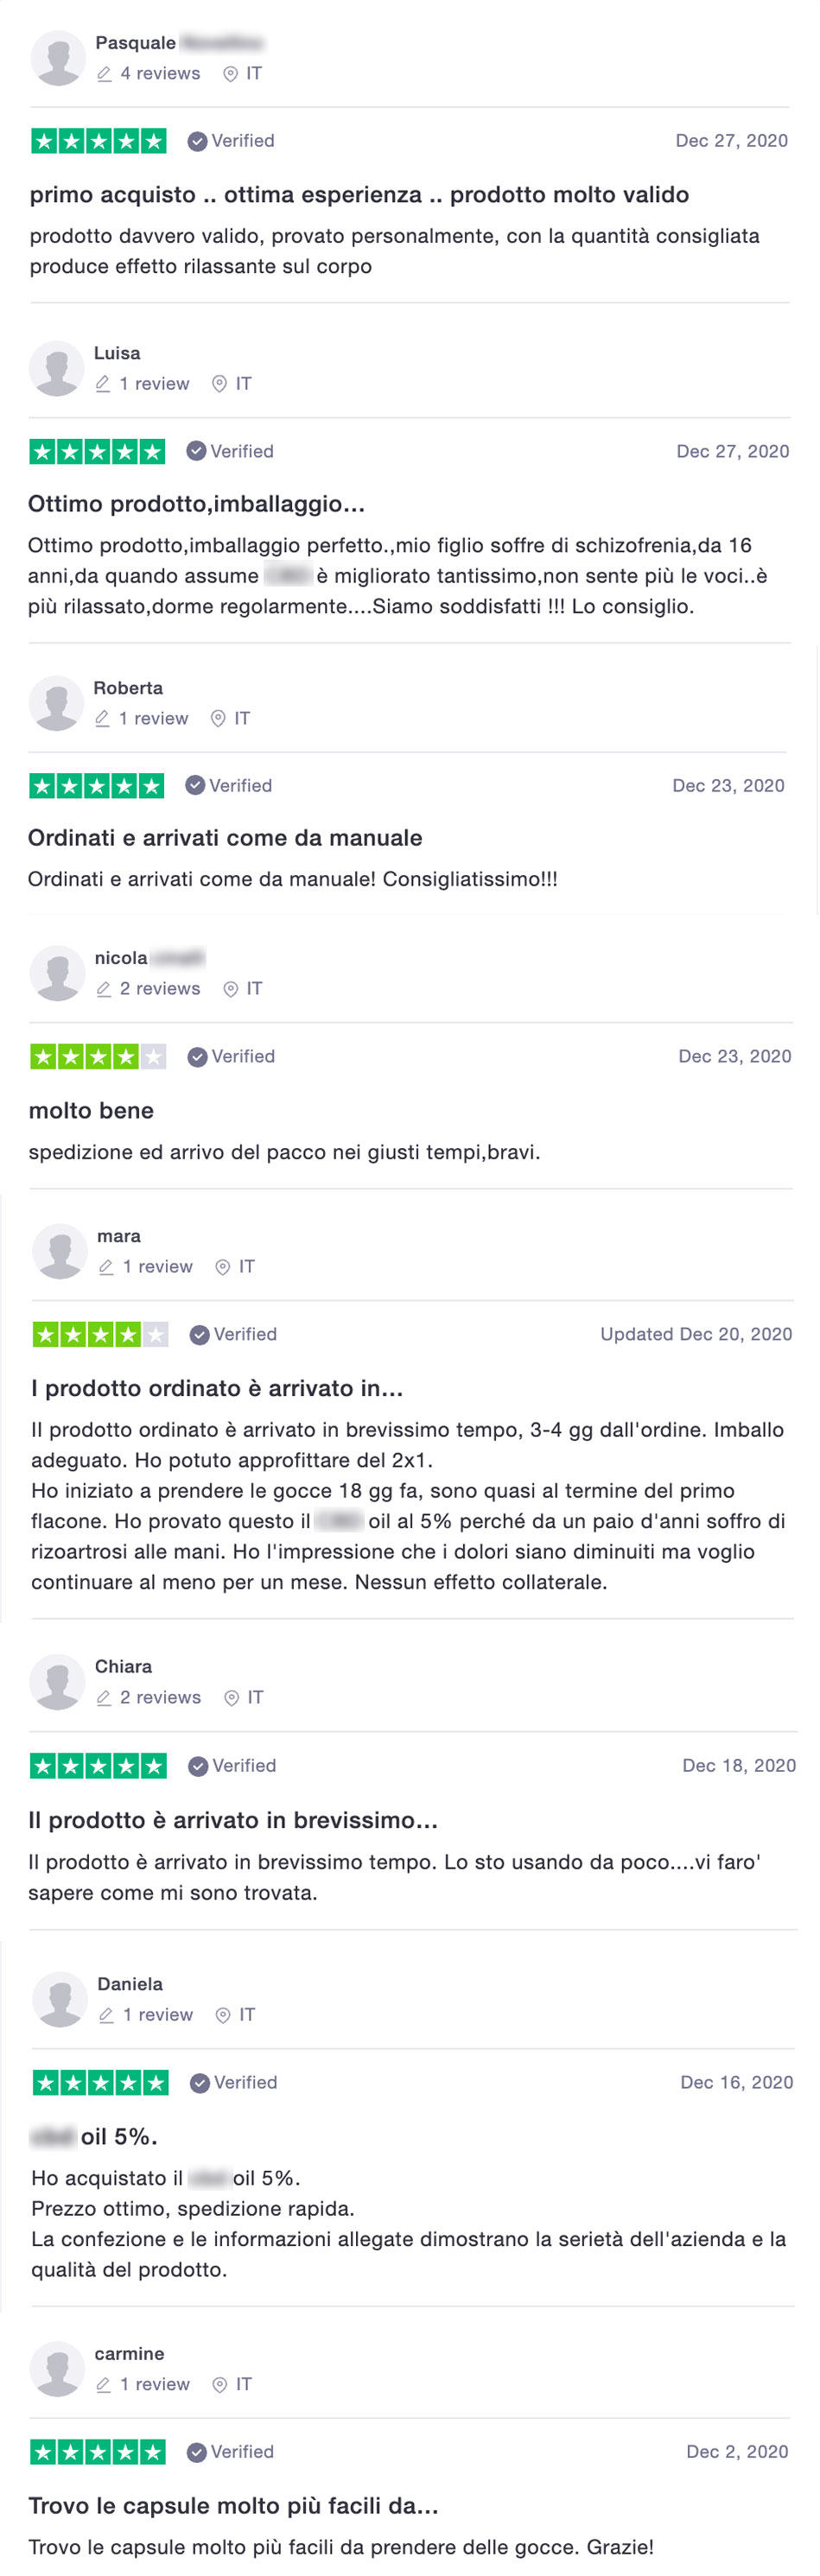 Pasquale
4 reviews IT
Verified Dec 27, 2020
primo acquisto .. ottima esperienza .. prodotto molto valido
prodotto davvero valido, provato personalmente, con la quantità consigliata
produce effetto rilassante sul corpo
Luisa
1 review IT
Verified Dec 27, 2020
Ottimo prodotto,imballaggio...
Ottimo prodotto,imballaggio perfetto.,mio figlio soffre di schizofrenia,da 16
anni,da quando assume è migliorato tantissimo,non sente più le voci..è
più rilassato,dorme regolarmente....Siamo soddisfatti !!! Lo consiglio.
Roberta
1 review IT
Verified Dec 23, 2020
Ordinati e arrivati come da manuale
Ordinati e arrivati come da manuale! Consigliatissimo!!!
nicola
2 reviews IT
Verified Dec 23, 2020
molto bene
spedizione ed arrivo del pacco nei giusti tempi,bravi.
mara
1 review IT
Verified Updated Dec 20, 2020
I prodotto ordinato è arrivato in...
Il prodotto ordinato è arrivato in brevissimo tempo, 3-4 gg dall'ordine. Imballo
adeguato. Ho potuto approfittare del 2x1.
Ho iniziato a prendere le gocce 18 gg fa, sono quasi al termine del primo
flacone. Ho provato questo il oil al 5% perché da un paio d'anni soffro di
rizoartrosi alle mani. Ho l'impressione che i dolori siano diminuiti ma voglio
continuare al meno per un mese. Nessun effetto collaterale.
Chiara
2 reviews IT
Verified Dec 18, 2020
Il prodotto è arrivato in brevissimo...
Il prodotto è arrivato in brevissimo tempo. Lo sto usando da poco....vi faro'
sapere come mi sono trovata.
Daniela
1 review IT
Verified Dec 16, 2020
oil 5%.
Ho acquistato il oil 5%.
Prezzo ottimo, spedizione rapida.
La confezione e le informazioni allegate dimostrano la serietà dell'azienda e la
qualità del prodotto.
carmine
1 review IT
Verified Dec 2, 2020
Trovo le capsule molto più facili da...
Trovo le capsule molto più facili da prendere delle gocce. Grazie!